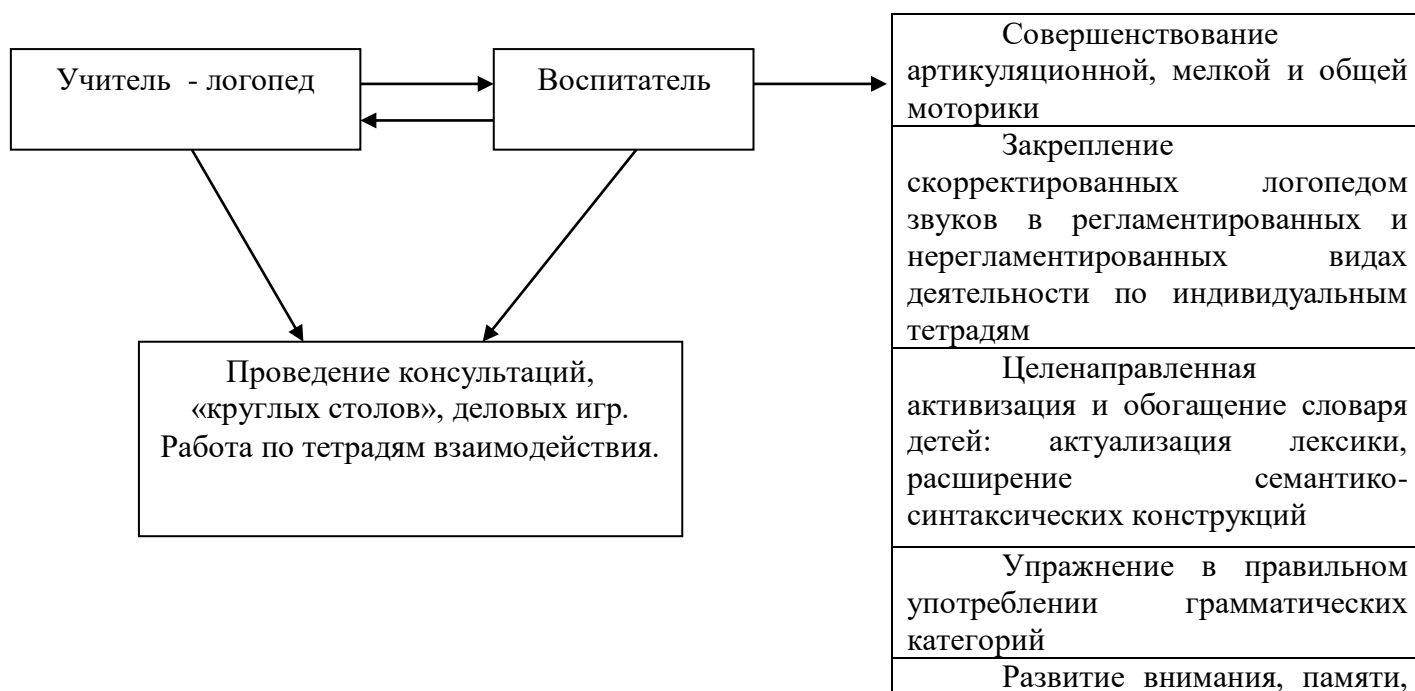 Учитель - логопед
Воспитатель
Проведение консультаций,
«круглых столов», деловых игр.
Работа по тетрадям взаимодействия.
Совершенствование
артикуляционной, мелкой и общей
моторики
Закрепление
скорректированных логопедом
звуков в регламентированных и
нерегламентированных видах
деятельности по индивидуальным
тетрадям
Целенаправленная
активизация и обогащение словаря
детей: актуализация лексики,
расширение семантико-
синтаксических конструкций
Упражнение в правильном
употреблении грамматических
категорий
Развитие внимания, памяти,